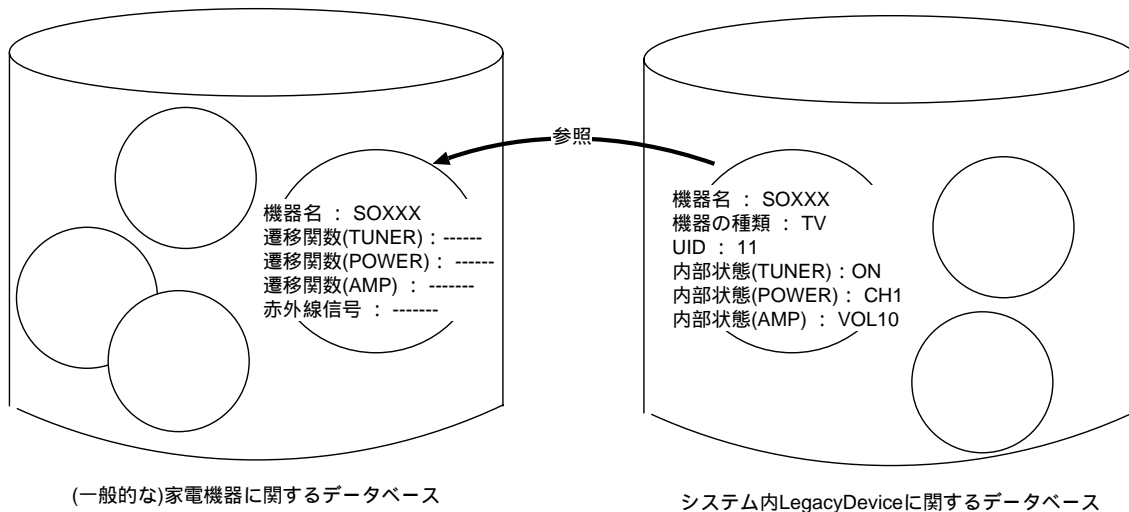 参照
機器名 : SOXXX
遷移関数(TUNER) : ------
遷移関数(POWER) : ------
遷移関数(AMP) : -------
赤外線信号 : -------
機器名 : SOXXX
機器の種類 : TV
UID : 11
内部状態(TUNER) : ON
内部状態(POWER) : CH1
内部状態(AMP) : VOL10
(一般的な)家電機器に関するデータベース
システム内LegacyDeviceに関するデータベース